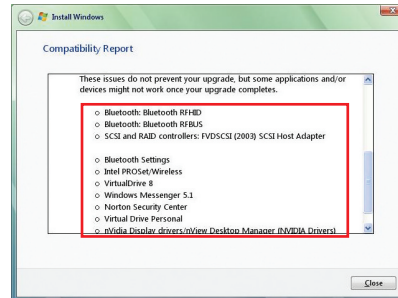 Install Windows
Compatibility Report
These issues do not prevent your upgrade, but some applications and/or
devices might not work once your upgrade completes.
○ Bluetooth: Bluetooth RFHID
○ Bluetooth: Bluetooth RFBUS
○ SCSI and RAID controllers: FVDSCSI (2003) SCSI Host Adapter
○ Bluetooth Settings
○ Intel PROSet/Wireless
○ VirtualDrive 8
○ Windows Messenger 5.1
○ Norton Security Center
○ Virtual Drive Personal
○ nVidia Display drivers/nView Desktop Manager (NVIDIA Drivers)
Close